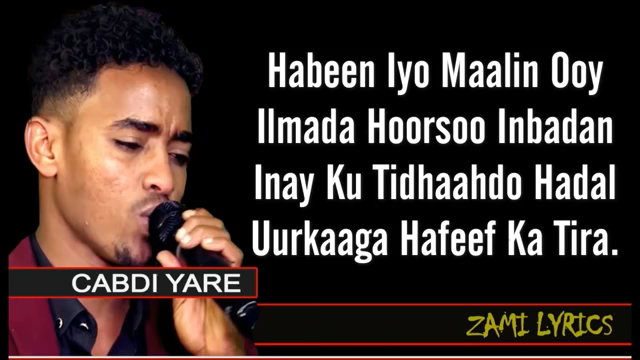 Habeen Iyo Maalin Ooy
Ilmada Hoorsoo Inbadan
Inay Ku Tidhaahdo Hadal
Uurkaaga Hafeef Ka Tira.
CABDI YARE
ZAMI LYRICS